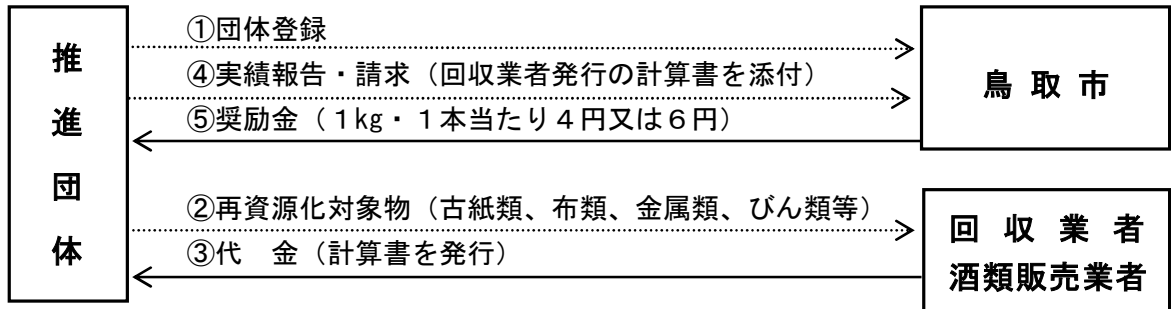 推進団体
①団体登録
④実績報告・請求（回収業者発行の計算書を添付）
⑤奨励金（１kg・１本当たり４円又は６円）
鳥取市
②再資源化対象物（古紙類、布類、金属類、びん類等）
③代　金（計算書を発行）
回収業者
酒類販売業者